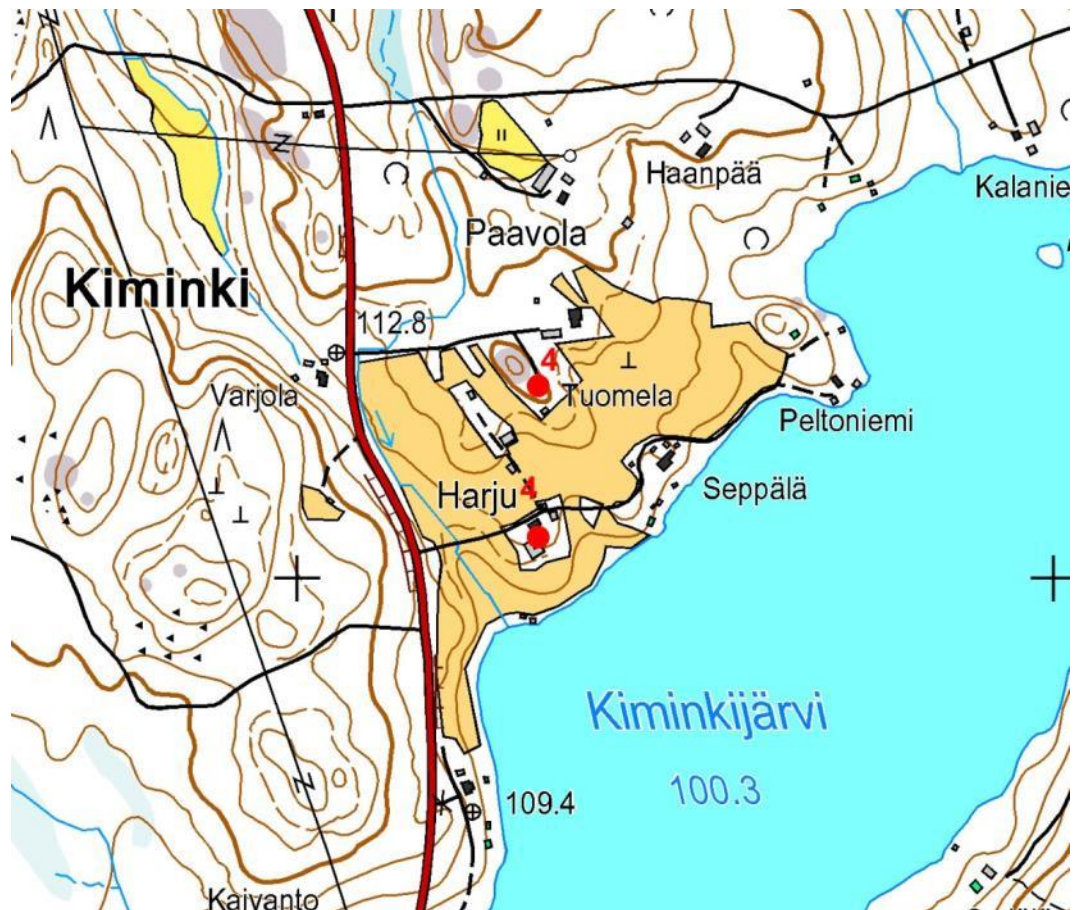 Haanpää
Kalanie
Paavola
Kiminki
112.8
4
Varjola
Tuomela
Peltoniemi
4
Harju
Seppälä
Kiminkijärvi
100.3
109.4
Kaivanto